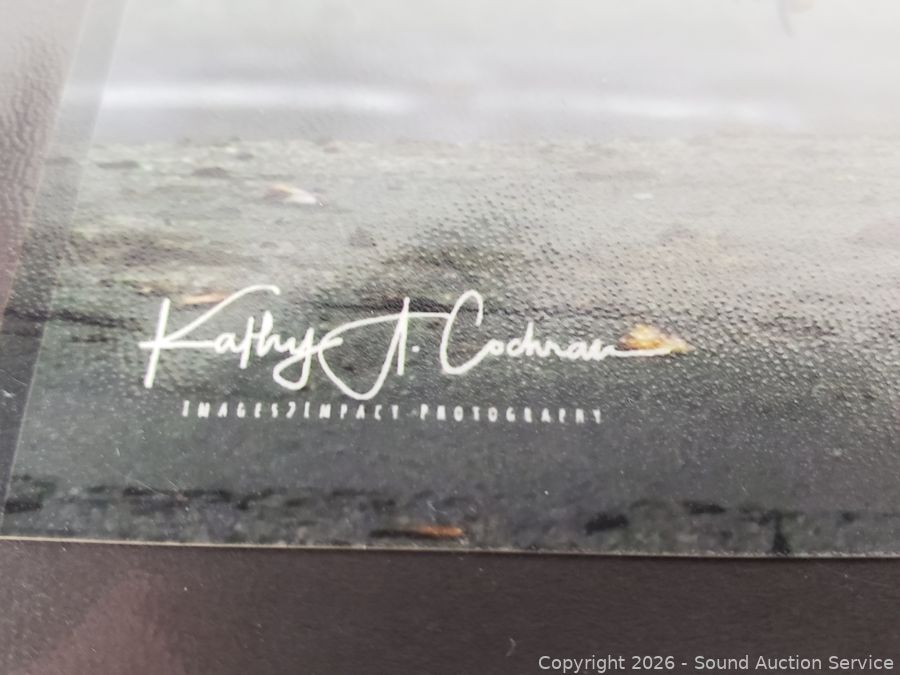 Kathy A. Cochran
IMAGES2IMPACT PHOTOGRAPHY
Copyright 2026 - Sound Auction Service